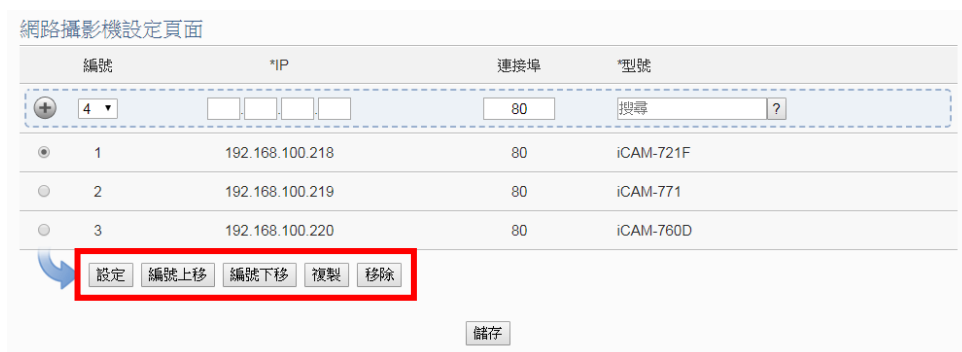 網路攝影機設定頁面
編號 *IP 連接埠 *型號
4 . . . 80 搜尋 ?
1 192.168.100.218 80 iCAM-721F
2 192.168.100.219 80 iCAM-771
3 192.168.100.220 80 iCAM-760D
設定 編號上移 編號下移 複製 移除
儲存